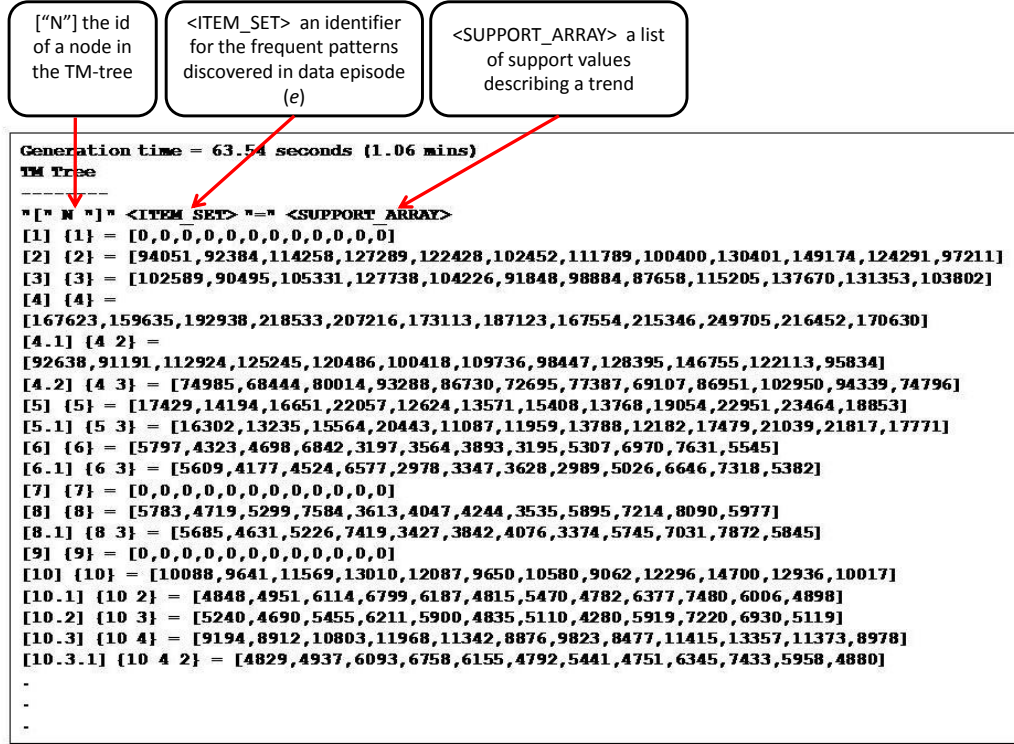 ["N"] the id
of a node in
the TM-tree
<ITEM_SET> an identifier
for the frequent patterns
discovered in data episode
(e)
<SUPPORT_ARRAY> a list
of support values
describing a trend
Generation time = 63.54 seconds (1.06 mins)
TM Tree
--------
"[" N "]" <ITEM_SET> "=" <SUPPORT_ARRAY>
[1] {1} = [0,0,0,0,0,0,0,0,0,0,0,0]
[2] {2} = [94051,92384,114258,127289,122428,102452,111789,100400,130401,149174,124291,97211]
[3] {3} = [102589,90495,105331,127738,104226,91848,98884,87658,115205,137670,131353,103802]
[4] {4} =
[167623,159635,192938,218533,207216,173113,187123,167554,215346,249705,216452,170630]
[4.1] {4 2} =
[92638,91191,112924,125245,120486,100418,109736,98447,128395,146755,122113,95834]
[4.2] {4 3} = [74985,68444,80014,93288,86730,72695,77387,69107,86951,102950,94339,74796]
[5] {5} = [17429,14194,16651,22057,12624,13571,15408,13768,19054,22951,23464,18853]
[5.1] {5 3} = [16302,13235,15564,20443,11087,11959,13788,12182,17479,21039,21817,17771]
[6] {6} = [5797,4323,4698,6842,3197,3564,3893,3195,5307,6970,7631,5545]
[6.1] {6 3} = [5609,4177,4524,6577,2978,3347,3628,2989,5026,6646,7318,5382]
[7] {7} = [0,0,0,0,0,0,0,0,0,0,0,0]
[8] {8} = [5783,4719,5299,7584,3613,4047,4244,3535,5895,7214,8090,5977]
[8.1] {8 3} = [5685,4631,5226,7419,3427,3842,4076,3374,5745,7031,7872,5845]
[9] {9} = [0,0,0,0,0,0,0,0,0,0,0,0]
[10] {10} = [10088,9641,11569,13010,12087,9650,10580,9062,12296,14700,12936,10017]
[10.1] {10 2} = [4848,4951,6114,6799,6187,4815,5470,4782,6377,7480,6006,4898]
[10.2] {10 3} = [5240,4690,5455,6211,5900,4835,5110,4280,5919,7220,6930,5119]
[10.3] {10 4} = [9194,8912,10803,11968,11342,8876,9823,8477,11415,13357,11373,8978]
[10.3.1] {10 4 2} = [4829,4937,6093,6758,6155,4792,5441,4751,6345,7433,5958,4880]
-
-
-